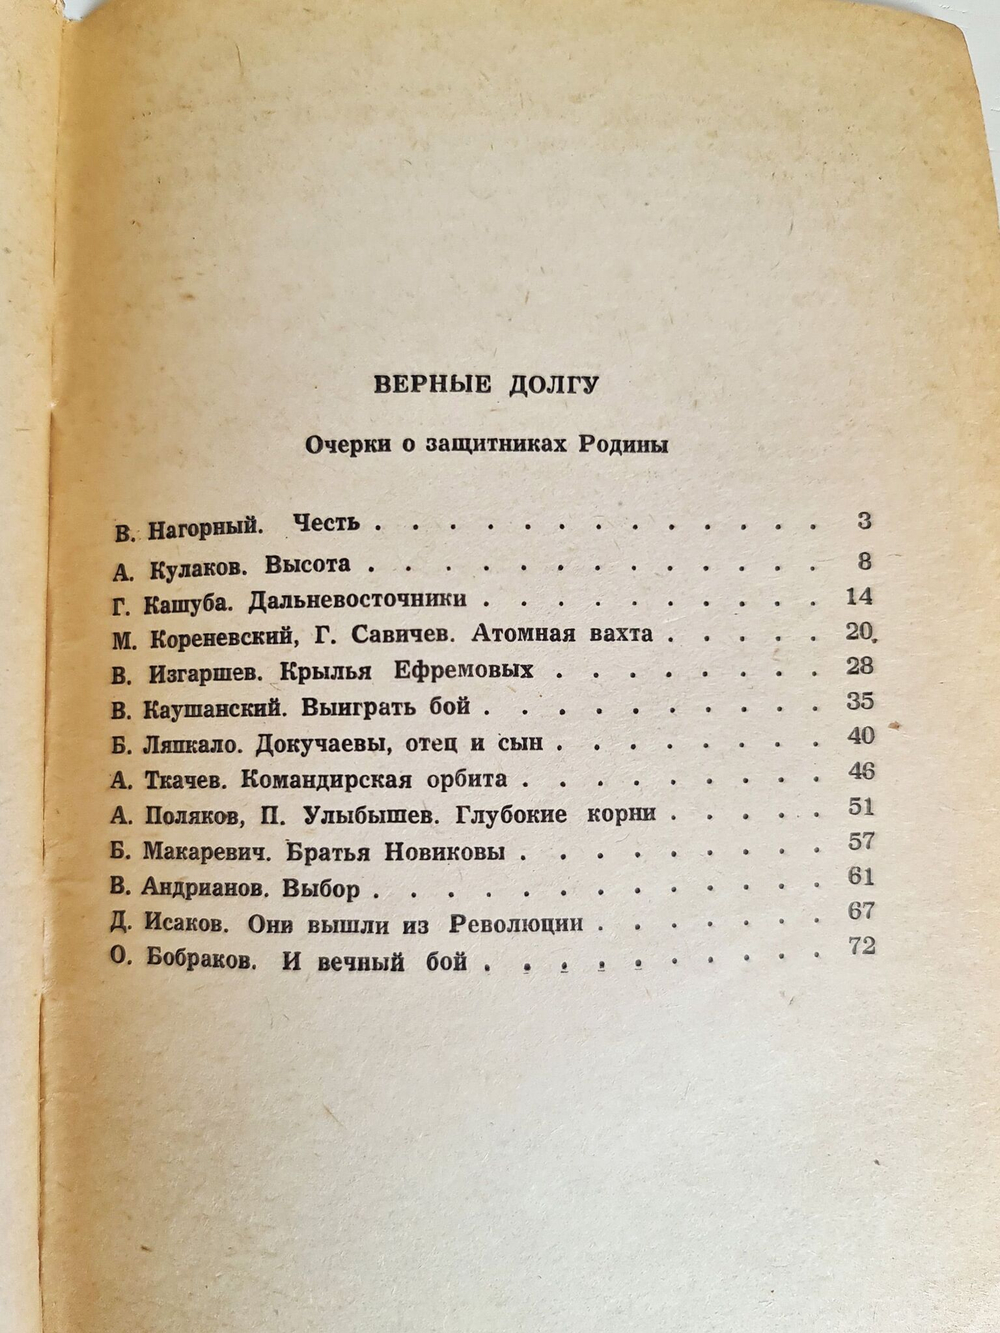 ВЕРНЫЕ ДОЛГУ
Очерки о защитниках Родины
В. Нагорный. Честь . . . . . . . . . . . . . 3
А. Кулаков. Высота . . . . . . . . . . . . . 8
Г. Кашуба. Дальневосточники . . . . . . . . . . 14
М. Кореневский, Г. Савичев. Атомная вахта . . . . . 20
В. Изгаршев. Крылья Ефремовых . . . . . . . . 28
В. Каушанский. Выиграть бой . . . . . . . . . . 35
Б. Ляпкало. Докучаевы, отец и сын . . . . . . . . 40
А. Ткачев. Командирская орбита . . . . . . . . . 46
А. Поляков, П. Улыбышев. Глубокие корни . . . . . 51
Б. Макаревич. Братья Новиковы . . . . . . . . . 57
В. Андрианов. Выбор . . . . . . . . . . . . . 61
Д. Исаков. Они вышли из Революции . . . . . . . 67
О. Бобраков. И вечный бой . . . . . . . . . . 72